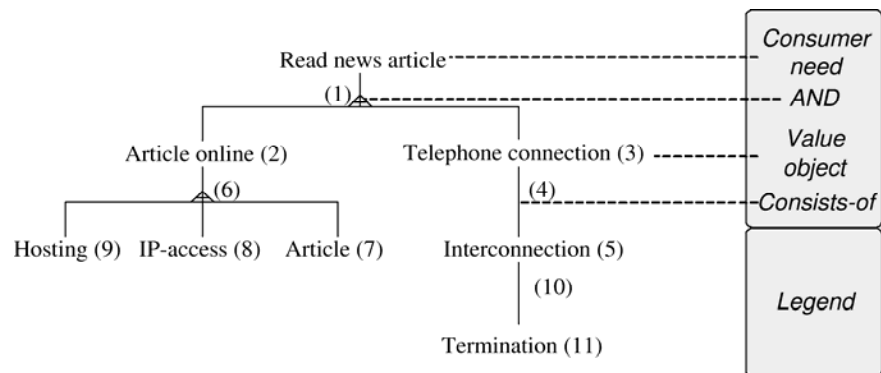 Read news article
(1)
Article online (2)
Telephone connection (3)
(6)
(4)
Hosting (9)
IP-access (8)
Article (7)
Interconnection (5)
(10)
Termination (11)
Consumer
need
AND
Value
object
Consists-of
Legend